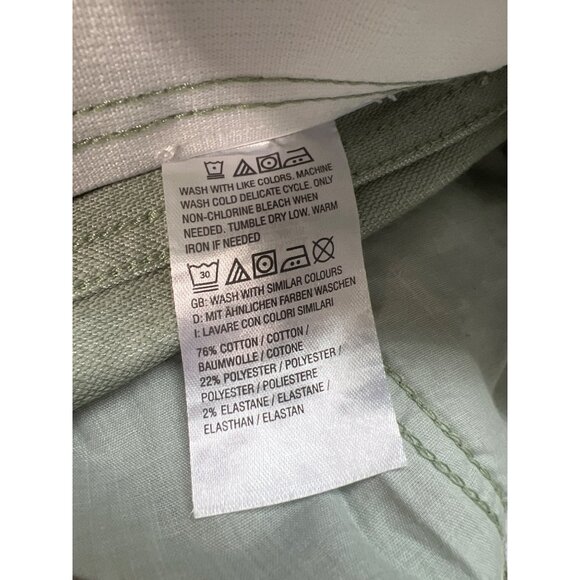 WASH WITH LIKE COLORS. MACHINE
WASH COLD DELICATE CYCLE. ONLY
NON-CHLORINE BLEACH WHEN
NEEDED. TUMBLE DRY LOW. WARM
IRON IF NEEDED
30
GB: WASH WITH SIMILAR COLOURS
D: MIT ÄHNLICHEN FARBEN WASCHEN
I: LAVARE CON COLORI SIMILARI
76% COTTON / COTTON /
BAUMWOLLE / COTONE
22% POLYESTER / POLYESTER /
POLYESTER / POLIESTERE
2% ELASTANE / ELASTANE /
ELASTHAN / ELASTAN